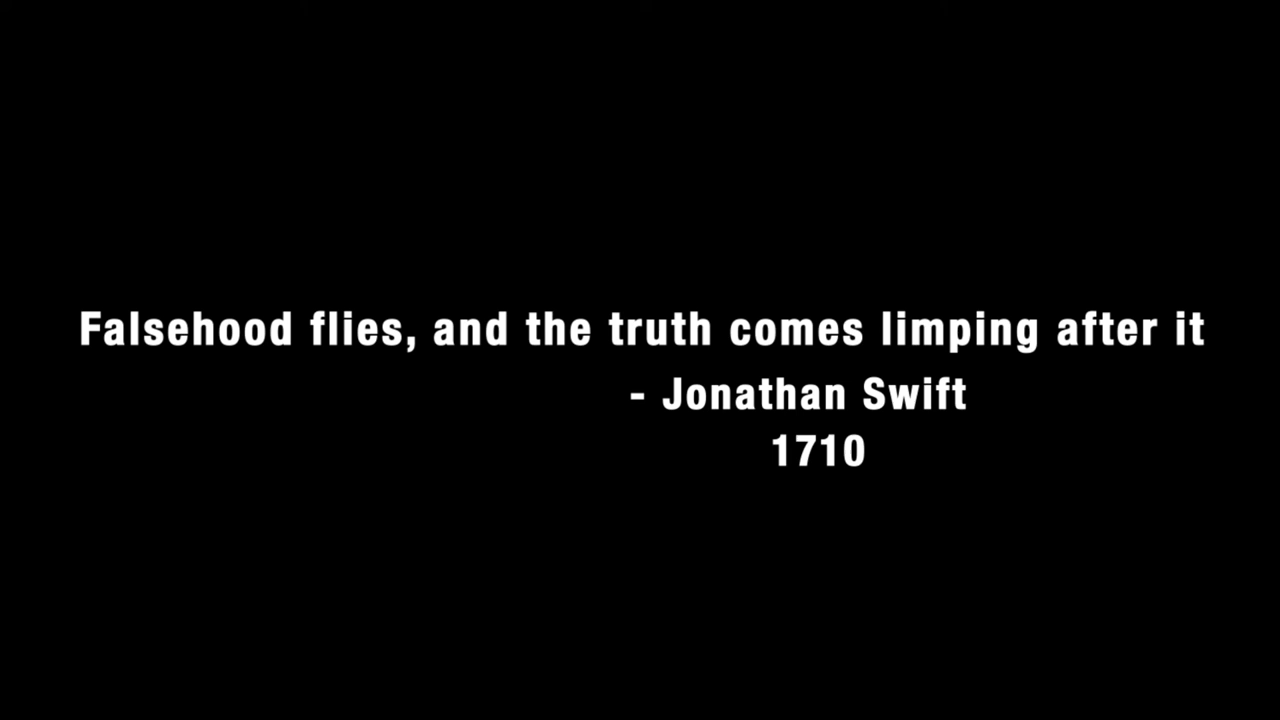 Falsehood flies, and the truth comes limping after it
- Jonathan Swift
1710